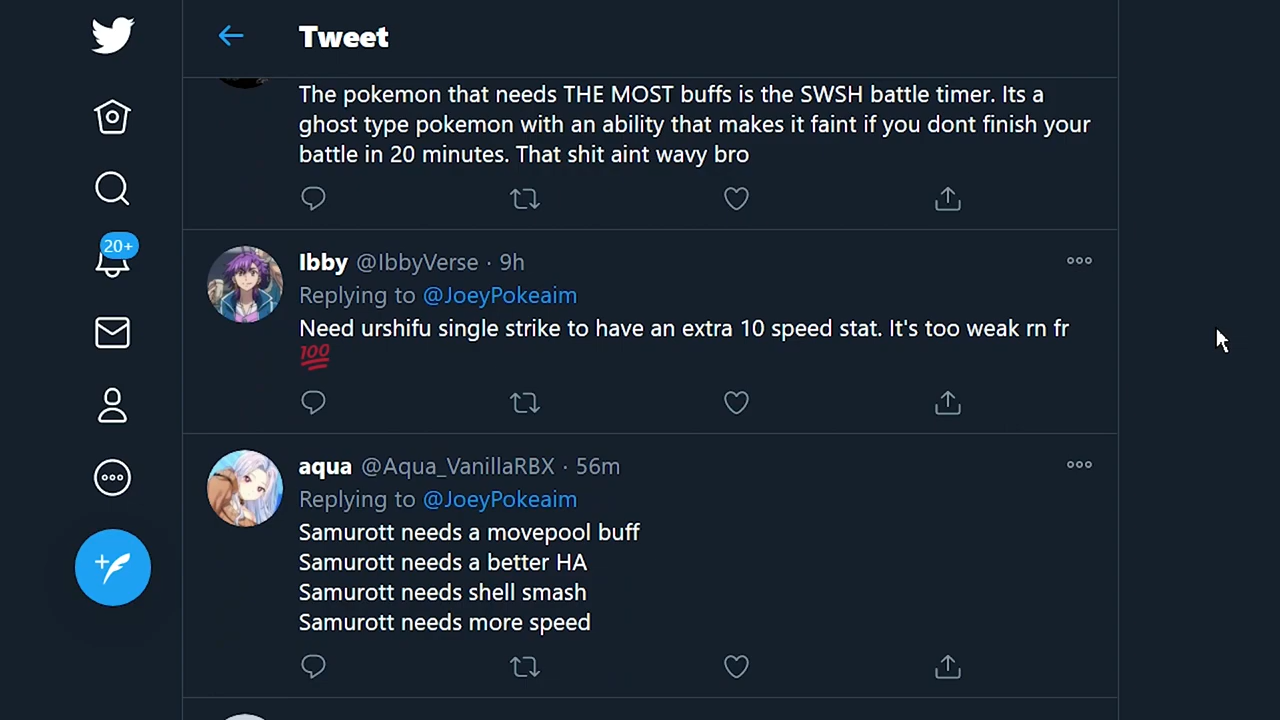 Tweet
The pokemon that needs THE MOST buffs is the SWSH battle timer. Its a
ghost type pokemon with an ability that makes it faint if you dont finish your
battle in 20 minutes. That shit aint wavy bro
20+
Ibby @IbbyVerse · 9h
Replying to @JoeyPokeaim
Need urshifu single strike to have an extra 10 speed stat. It's too weak rn fr
💯
aqua @Aqua_VanillaRBX · 56m
Replying to @JoeyPokeaim
Samurott needs a movepool buff
Samurott needs a better HA
Samurott needs shell smash
Samurott needs more speed